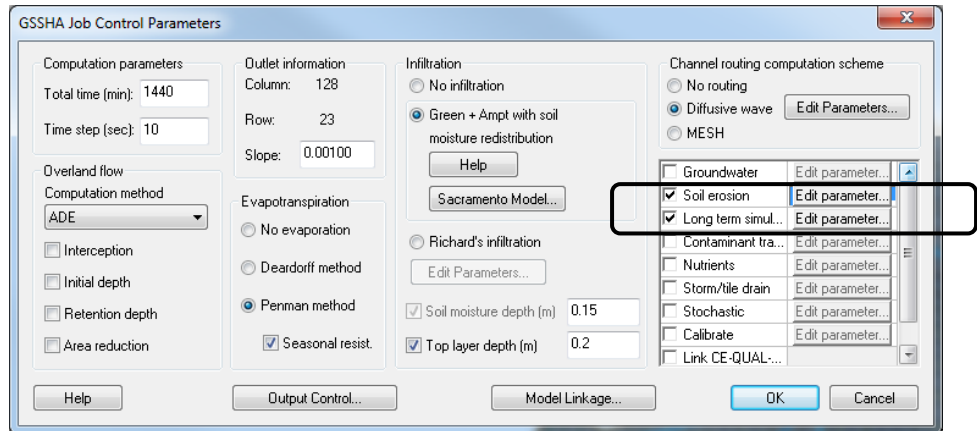 GSSHA Job Control Parameters
x
Computation parameters
Total time (min): 1440
Time step (sec): 10
Overland flow
Computation method
ADE
Interception
Initial depth
Retention depth
Area reduction
Outlet information
Column: 128
Row: 23
Slope: 0.00100
Evapotranspiration
No evaporation
Deardorff method
Penman method
Seasonal resist.
Infiltration
No infiltration
Green + Ampt with soil
moisture redistribution
Help
Sacramento Model...
Richard's infiltration
Edit Parameters...
Soil moisture depth (m) 0.15
Top layer depth (m) 0.2
Channel routing computation scheme
No routing
Diffusive wave Edit Parameters...
MESH
Groundwater Edit parameter...
Soil erosion Edit parameter...
Long term simul... Edit parameter...
Contaminant tra... Edit parameter...
Nutrients Edit parameter...
Storm/tile drain Edit parameter...
Stochastic Edit parameter...
Calibrate Edit parameter...
Link CE-QUAL-...
Help Output Control... Model Linkage... OK Cancel